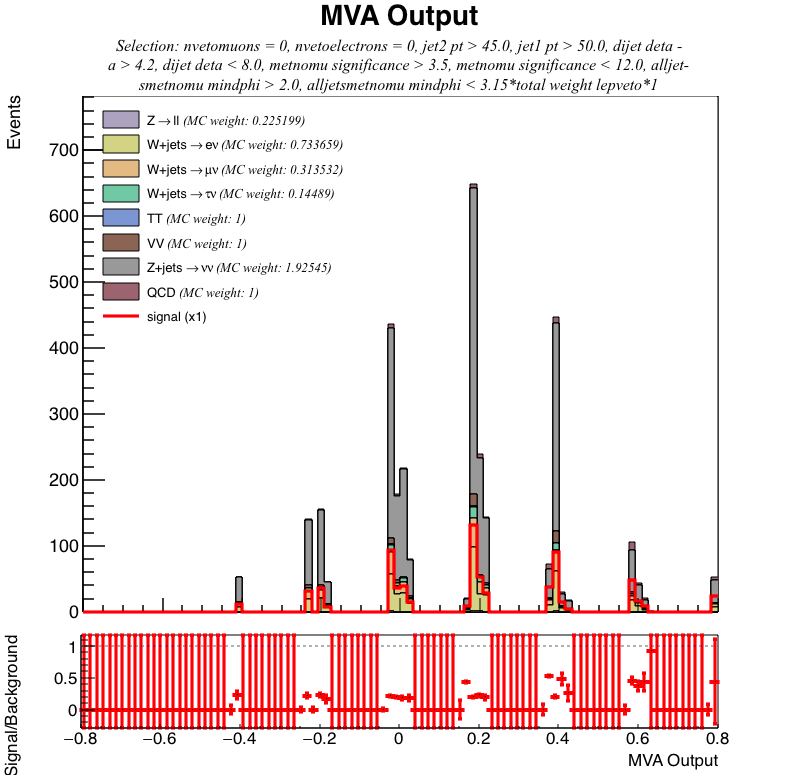 MVA Output
Selection: nvetomuons = 0, nvetoelectrons = 0, jet2 pt > 45.0, jet1 pt > 50.0, dijet deta -
a > 4.2, dijet deta < 8.0, metnomu significance > 3.5, metnomu significance < 12.0, alljet-
smetnomu mindphi > 2.0, alljetsmetnomu mindphi < 3.15*total weight lepveto*1
Events
Z→ll (MC weight: 0.225199)
W+jets→eν (MC weight: 0.733659)
W+jets→μν (MC weight: 0.313532)
W+jets→τν (MC weight: 0.14489)
TT (MC weight: 1)
VV (MC weight: 1)
Z+jets→νν (MC weight: 1.92545)
QCD (MC weight: 1)
signal (x1)
700
600
500
400
300
200
100
0
Signal/Background
1
0.5
0
−0.8 −0.6 −0.4 −0.2 0 0.2 0.4 0.6 0.8
MVA Output